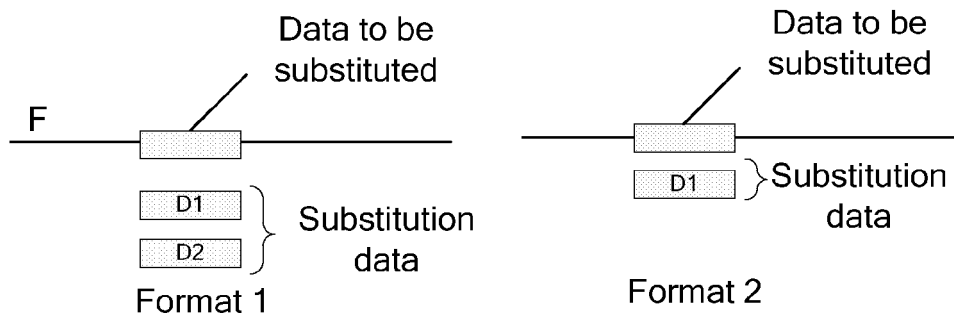 Data to be
substituted
F
D1
D2
Substitution
data
Format 1
Data to be
substituted
D1
Substitution
data
Format 2